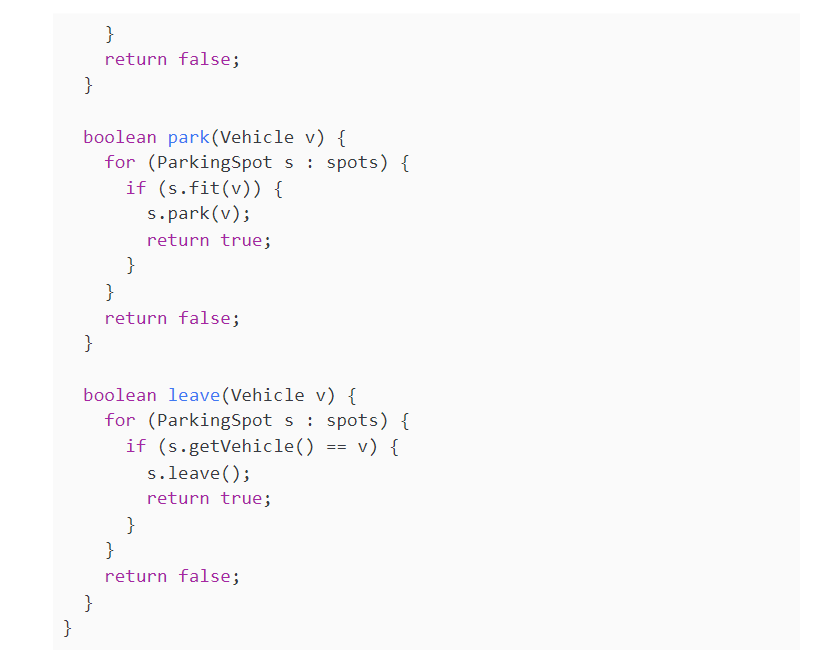 }
    return false;
  }

  boolean park(Vehicle v) {
    for (ParkingSpot s : spots) {
      if (s.fit(v)) {
        s.park(v);
        return true;
      }
    }
    return false;
  }

  boolean leave(Vehicle v) {
    for (ParkingSpot s : spots) {
      if (s.getVehicle() == v) {
        s.leave();
        return true;
      }
    }
    return false;
  }
}